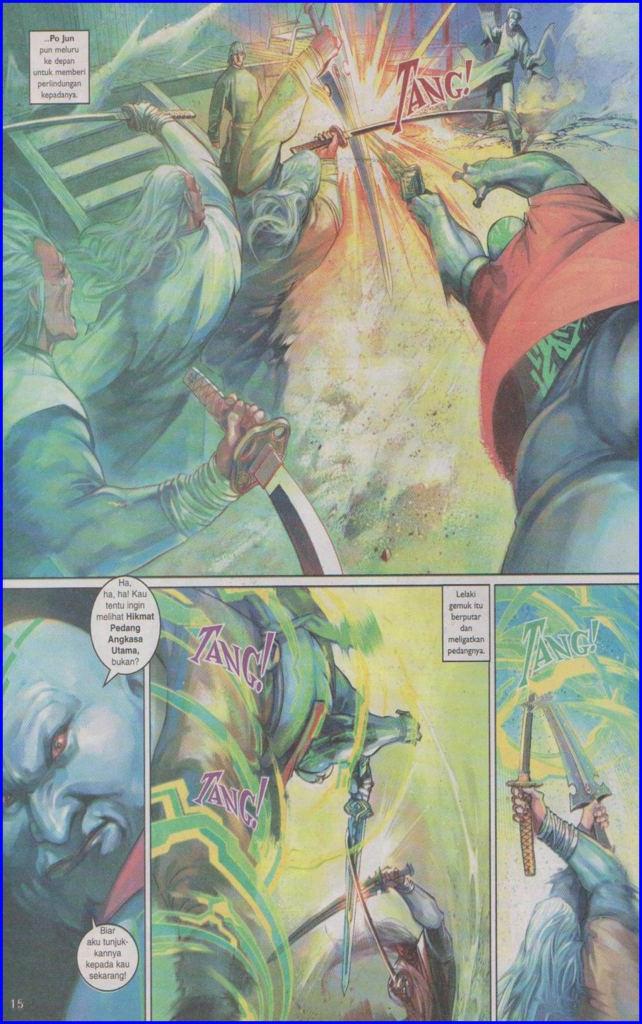 ..Po Jun
pun meluru
ke depan
untuk memberi
perlindungan
kepadanya.
TANG!
Ha,
ha, ha! Kau
tentu ingin
melihat Hikmat
Pedang
Angkasa
Utama,
bukan?
TANG!
TANG!
Lelaki
gemuk itu
berputar
dan
meligatkan
pedangnya.
TANG!
Biar
aku tunjuk-
kannya
kepada kau
sekarang!
15